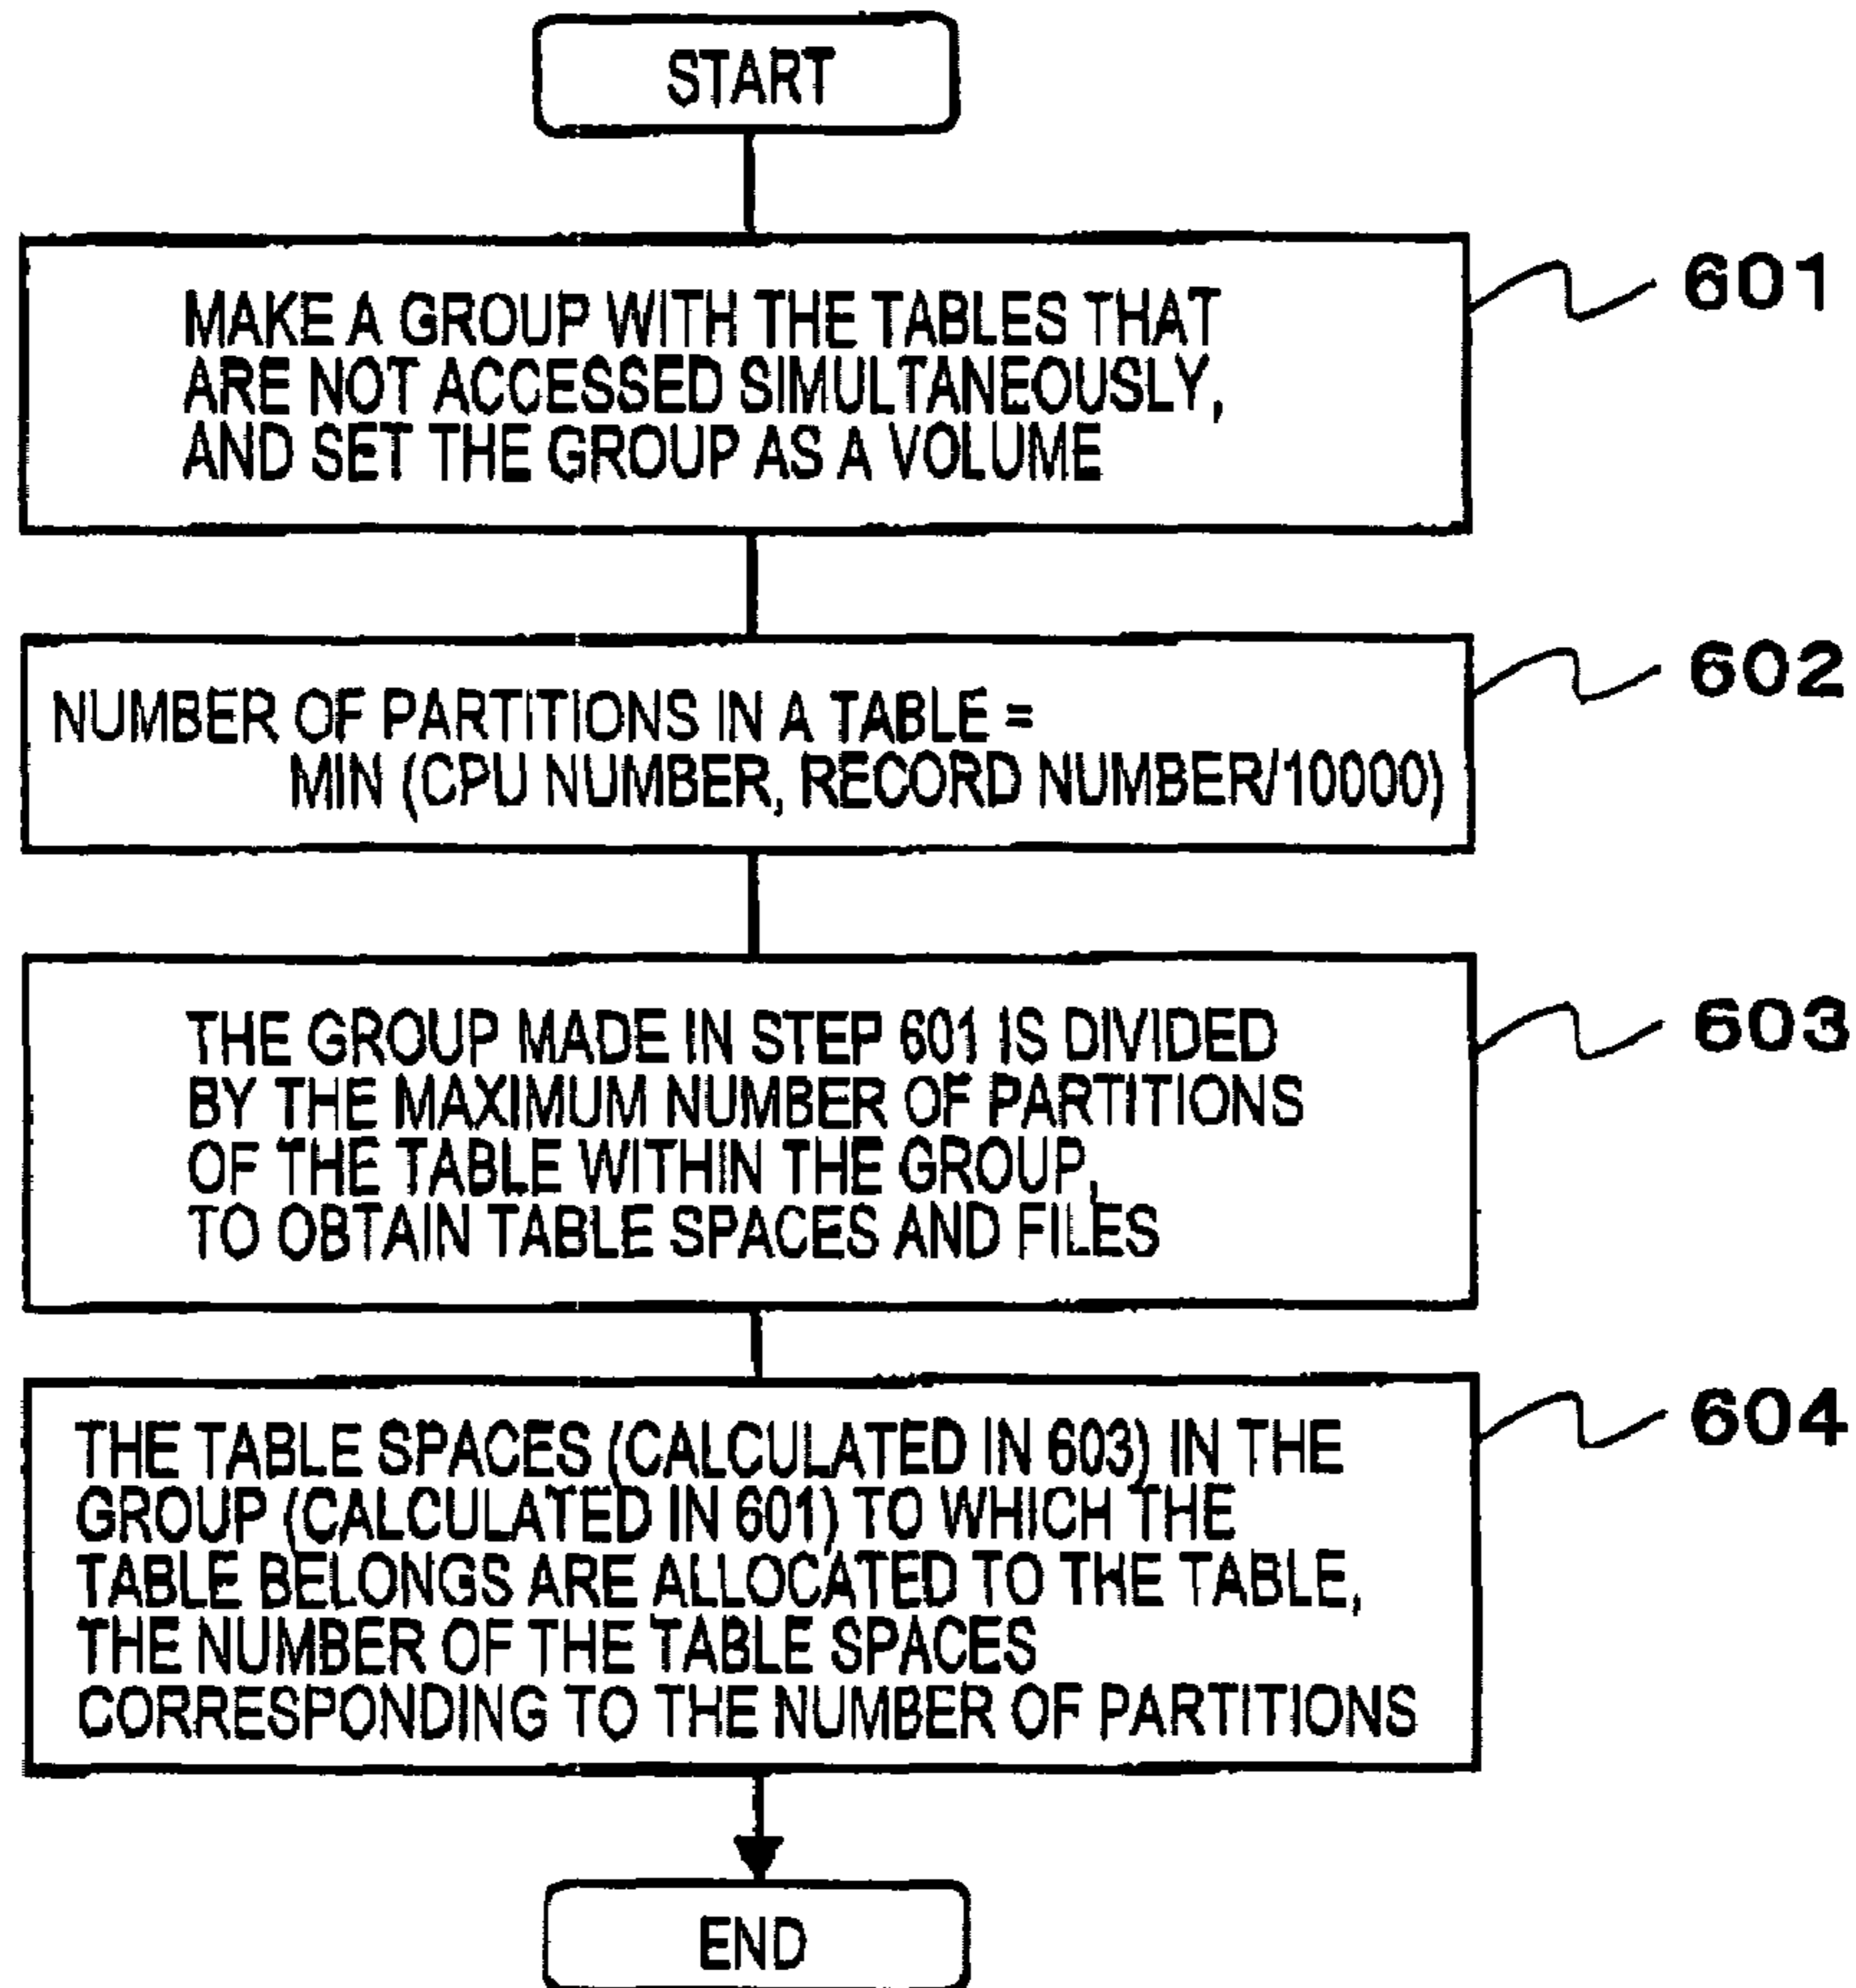 START
MAKE A GROUP WITH THE TABLES THAT
ARE NOT ACCESSED SIMULTANEOUSLY,
AND SET THE GROUP AS A VOLUME
601
NUMBER OF PARTITIONS IN A TABLE =
MIN (CPU NUMBER, RECORD NUMBER/10000)
602
THE GROUP MADE IN STEP 601 IS DIVIDED
BY THE MAXIMUM NUMBER OF PARTITIONS
OF THE TABLE WITHIN THE GROUP,
TO OBTAIN TABLE SPACES AND FILES
603
THE TABLE SPACES (CALCULATED IN 603) IN THE
GROUP (CALCULATED IN 601) TO WHICH THE
TABLE BELONGS ARE ALLOCATED TO THE TABLE,
THE NUMBER OF THE TABLE SPACES
CORRESPONDING TO THE NUMBER OF PARTITIONS
604
END